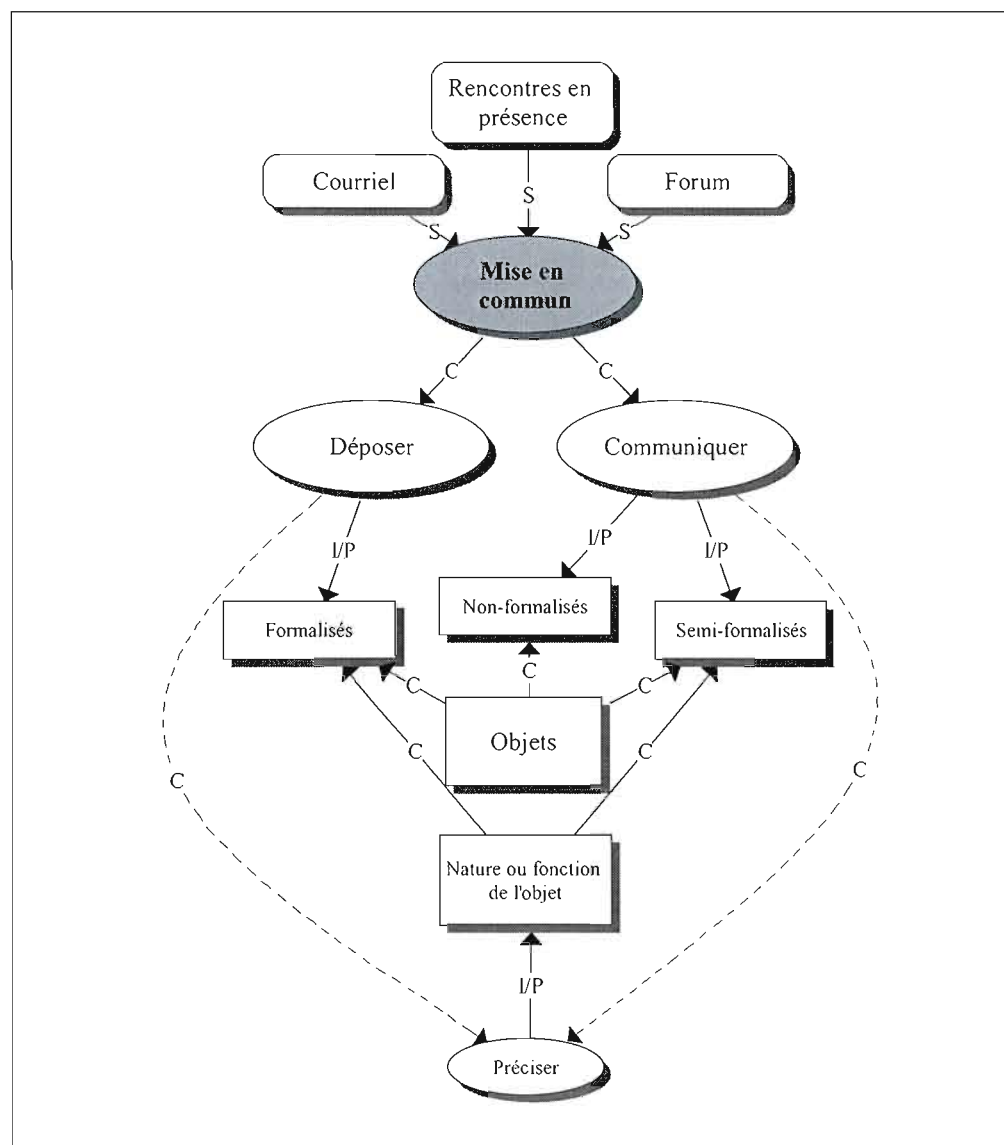 Rencontres en
présence
Courriel
Forum
S
S
S
Mise en
commun
C
C
Déposer
Communiquer
I/P
I/P
I/P
Formalisés
Non-formalisés
Semi-formalisés
C
C
C
Objets
C
C
C
C
Nature ou fonction
de l'objet
I/P
Préciser